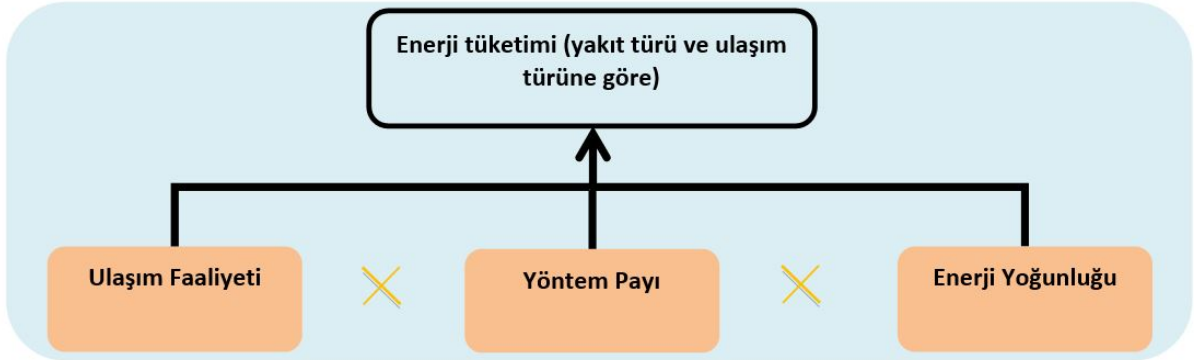 Enerji tüketimi (yakıt türü ve ulaşım
türüne göre)
Ulaşım Faaliyeti
Yöntem Payı
Enerji Yoğunluğu